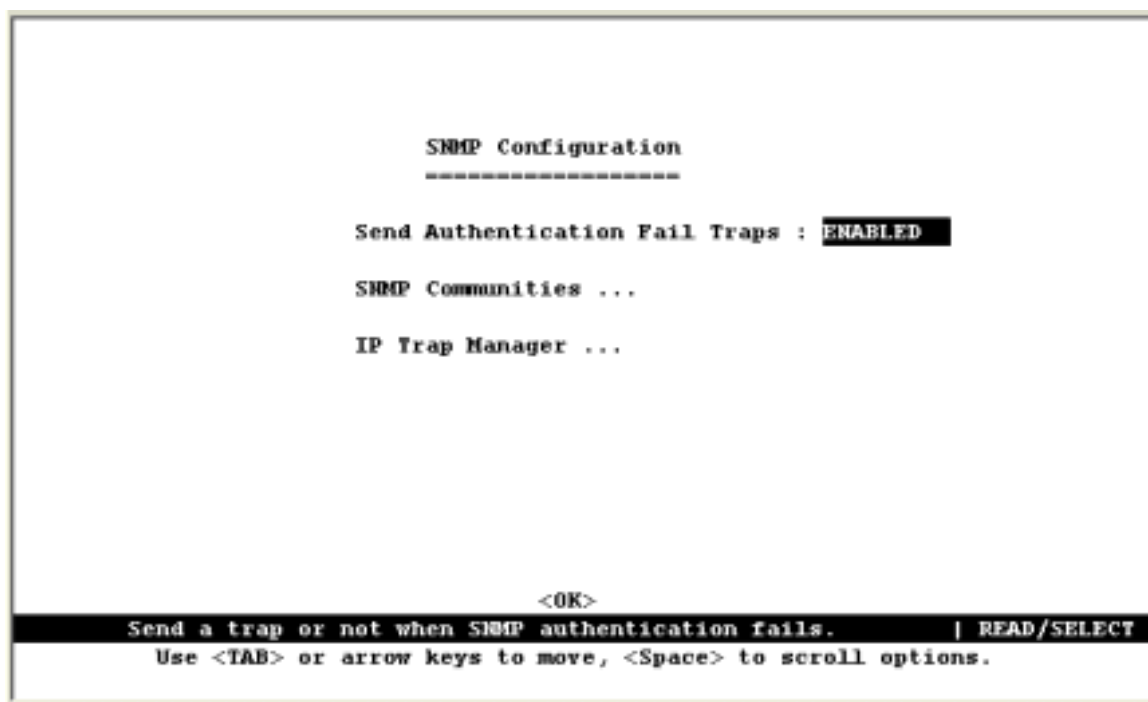 SNMP Configuration
===================
Send Authentication Fail Traps : ENABLED
SNMP Communities ...
IP Trap Manager ...
<OK>
Send a trap or not when SNMP authentication fails. | READ/SELECT
Use <TAB> or arrow keys to move, <Space> to scroll options.